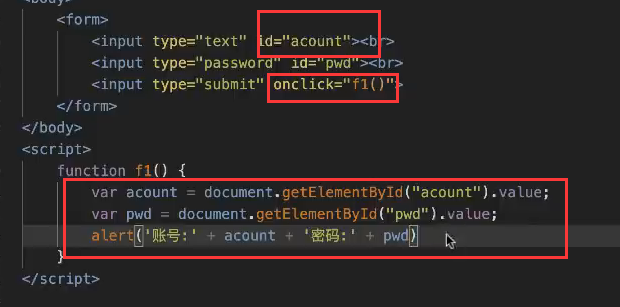 <body>
<form>
<input type="text" id="acount"><br>
<input type="password" id="pwd"><br>
<input type="submit" onclick="f1()">
</form>
</body>
<script>
function f1() {
var acount = document.getElementById("acount").value;
var pwd = document.getElementById("pwd").value;
alert('账号:' + acount + '密码:' + pwd)
}
</script>